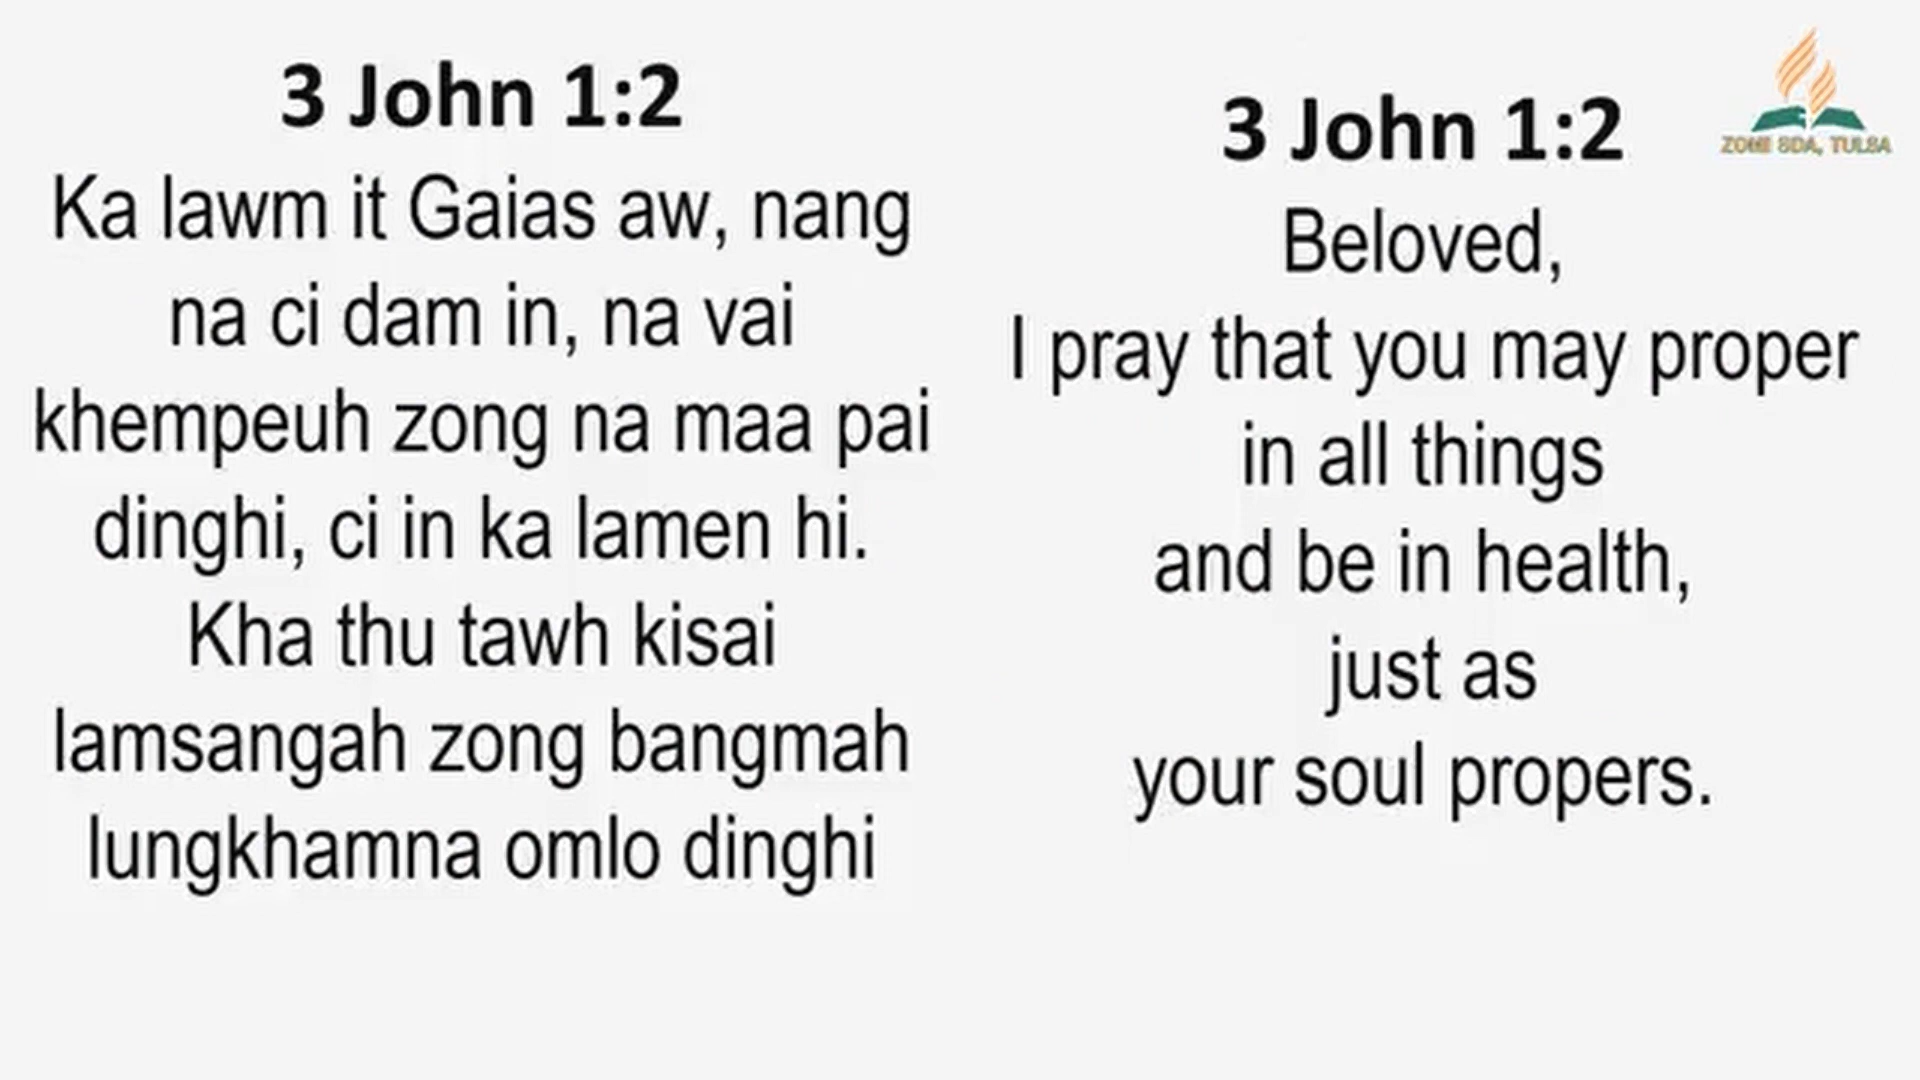 3 John 1:2
Ka lawm it Gaias aw, nang
na ci dam in, na vai
khempeuh zong na maa pai
dinghi, ci in ka lamen hi.
Kha thu tawh kisai
lamsangah zong bangmah
lungkhamna omlo dinghi
3 John 1:2
Beloved,
I pray that you may proper
in all things
and be in health,
just as
your soul propers.
ZOMI SDA, TULSA